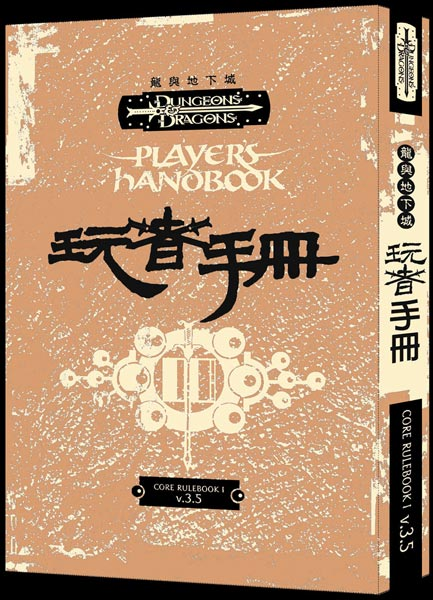 龍與地下城
DUNGEONS
& DRAGONS
PLAYER'S
HANDBOOK
玩者手冊
CORE RULEBOOK I
v.3.5
DUNGEONS
& DRAGONS
龍與地下城
玩者手冊
CORE RULEBOOK I v.3.5